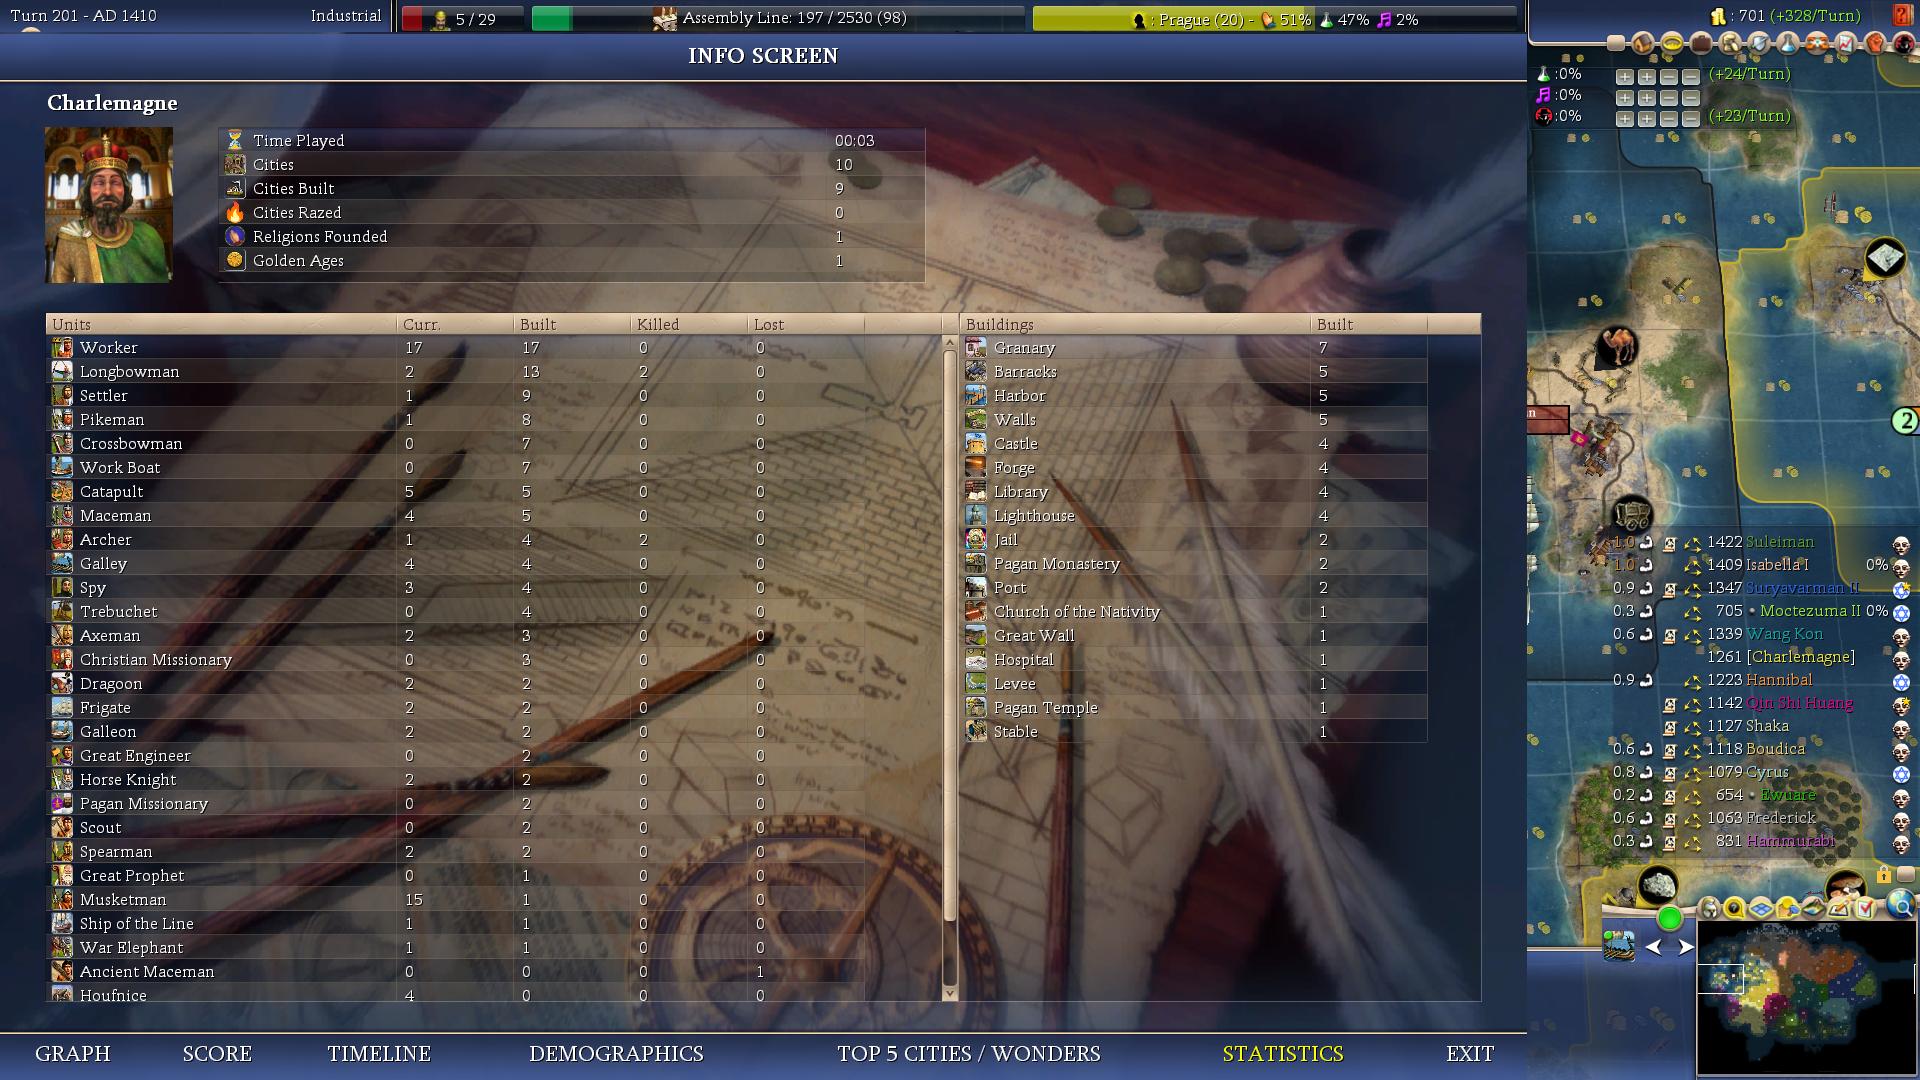 Turn 201 - AD 1410
Industrial
5 / 29
Assembly Line: 197 / 2530 (98)
: Prague (20) - 51% 47% 2%
: 701 (+328/Turn)
INFO SCREEN
:0% (+24/Turn)
:0%
:0% (+23/Turn)
Charlemagne
Time Played 00:03
Cities 10
Cities Built 9
Cities Razed 0
Religions Founded 1
Golden Ages 1
Units Curr. Built Killed Lost
Worker 17 17 0 0
Longbowman 2 13 2 0
Settler 1 9 0 0
Pikeman 1 8 0 0
Crossbowman 0 7 0 0
Work Boat 0 7 0 0
Catapult 5 5 0 0
Maceman 4 5 0 0
Archer 1 4 2 0
Galley 4 4 0 0
Spy 3 4 0 0
Trebuchet 0 4 0 0
Axeman 2 3 0 0
Christian Missionary 0 3 0 0
Dragoon 2 2 0 0
Frigate 2 2 0 0
Galleon 2 2 0 0
Great Engineer 0 2 0 0
Horse Knight 2 2 0 0
Pagan Missionary 0 2 0 0
Scout 0 2 0 0
Spearman 2 2 0 0
Great Prophet 0 1 0 0
Musketman 15 1 0 0
Ship of the Line 1 1 0 0
War Elephant 1 1 0 0
Ancient Maceman 0 0 0 1
Houfnice 4 0 0 0
Buildings Built
Granary 7
Barracks 5
Harbor 5
Walls 5
Castle 4
Forge 4
Library 4
Lighthouse 4
Jail 2
Pagan Monastery 2
Port 2
Church of the Nativity 1
Great Wall 1
Hospital 1
Levee 1
Pagan Temple 1
Stable 1
2
1.0 1422 Suleiman
1.0 1409 Isabella I 0%
0.9 1347 Suryavarman II
0.3 705 • Moctezuma II 0%
0.6 1339 Wang Kon
1261 [Charlemagne]
0.9 1223 Hannibal
1142 Qin Shi Huang
1127 Shaka
0.6 1118 Boudica
0.8 1079 Cyrus
0.2 654 • Ewuare
0.6 1063 Frederick
0.3 831 Hammurabi
GRAPH SCORE TIMELINE DEMOGRAPHICS TOP 5 CITIES / WONDERS STATISTICS EXIT